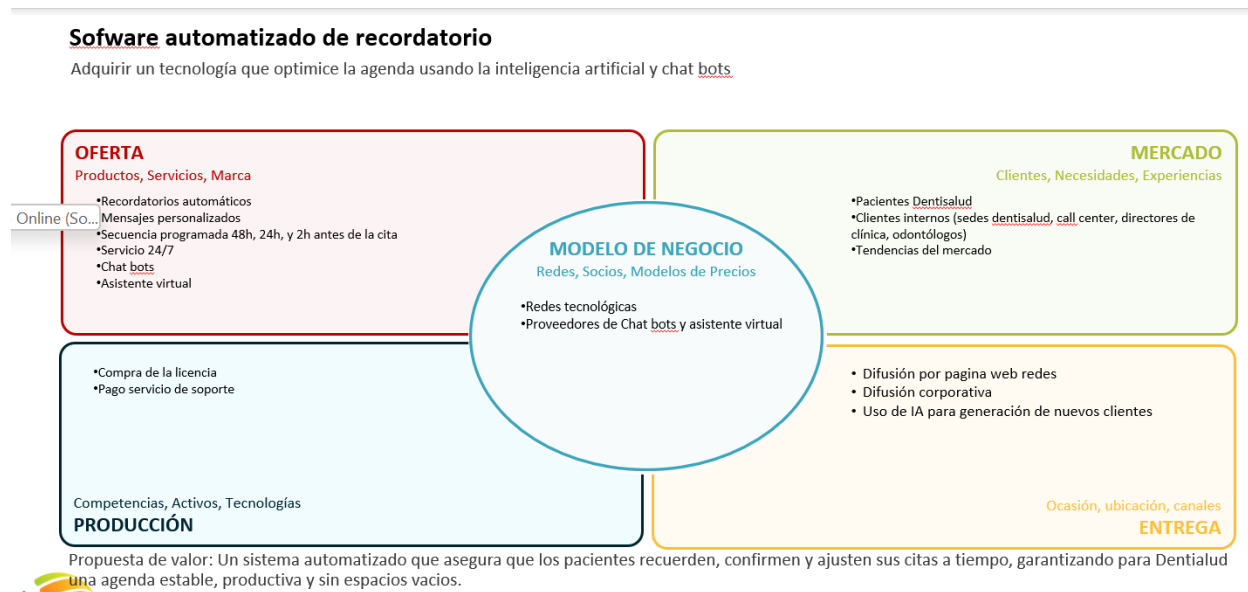 Sofware automatizado de recordatorio
Adquirir un tecnología que optimice la agenda usando la inteligencia artificial y chat bots
OFERTA
Productos, Servicios, Marca
•Recordatorios automáticos
•Mensajes personalizados
•Secuencia programada 48h, 24h, y 2h antes de la cita
•Servicio 24/7
•Chat bots
•Asistente virtual
Online (So...
MERCADO
Clientes, Necesidades, Experiencias
•Pacientes Dentisalud
•Clientes internos (sedes dentisalud, call center, directores de
clínica, odontólogos)
•Tendencias del mercado
MODELO DE NEGOCIO
Redes, Socios, Modelos de Precios
•Redes tecnológicas
•Proveedores de Chat bots y asistente virtual
•Compra de la licencia
•Pago servicio de soporte
Competencias, Activos, Tecnologías
PRODUCCIÓN
• Difusión por pagina web redes
• Difusión corporativa
• Uso de IA para generación de nuevos clientes
Ocasión, ubicación, canales
ENTREGA
Propuesta de valor: Un sistema automatizado que asegura que los pacientes recuerden, confirmen y ajusten sus citas a tiempo, garantizando para Dentialud
una agenda estable, productiva y sin espacios vacios.